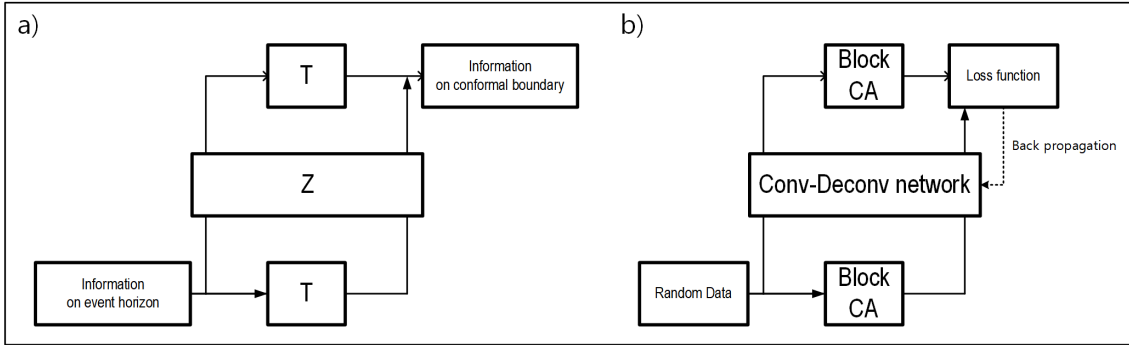 a)
T
Information
on conformal boundary
Z
Information
on event horizon
T
b)
Block
CA
Loss function
Back propagation
Conv-Deconv network
Random Data
Block
CA